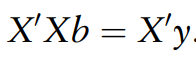 X′Xb = X′y.